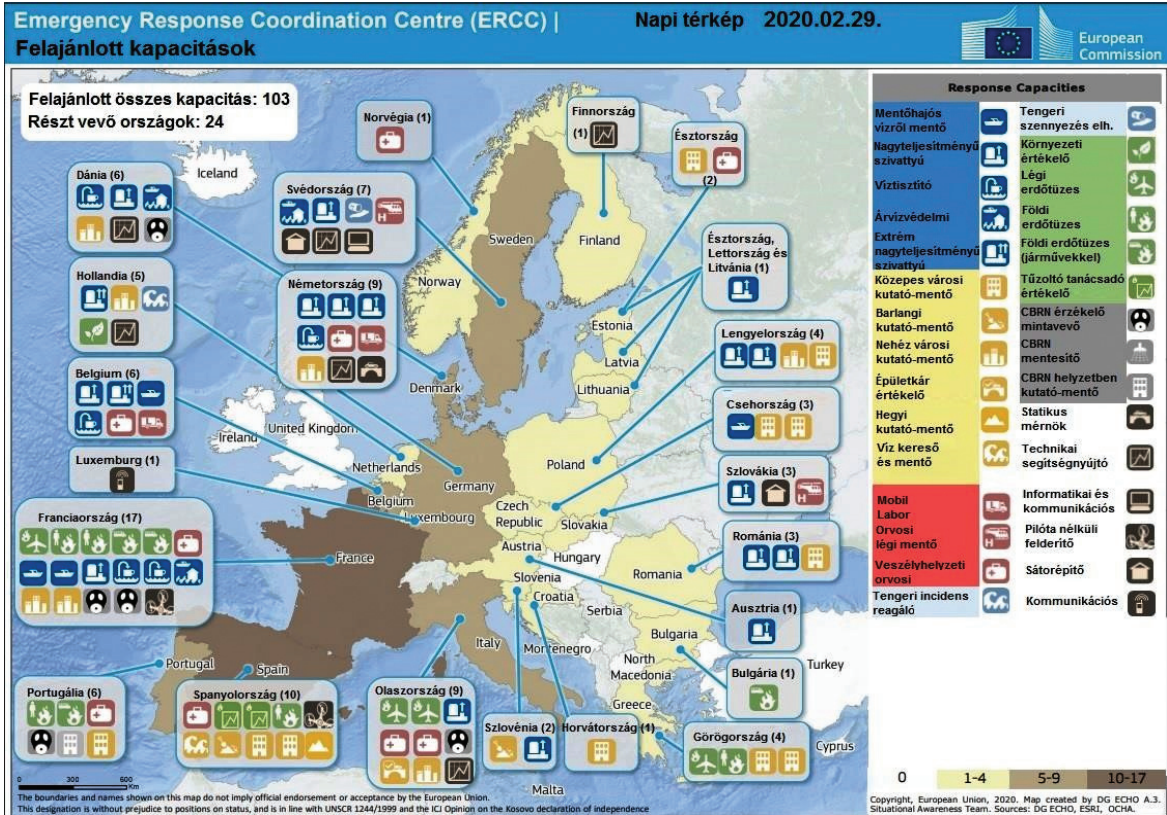 Emergency Response Coordination Centre (ERCC) |
Felajánlott kapacitások
Napi térkép 2020.02.29.
European
Commission
Felajánlott összes kapacitás: 103
Részt vevő országok: 24
Norvégia (1)
Finnország
(1)
Észtország
(2)
Iceland
Dánia (6)
Svédország (7)
Sweden
Finland
Norway
Észtország,
Lettország és
Litvánia (1)
Hollandia (5)
Németország (9)
Estonia
Latvia
Lithuania
Lengyelország (4)
Denmark
Belgium (6)
Csehország (3)
Ireland
United Kingdom
Netherlands
Poland
Luxemburg (1)
Germany
Belgium
Luxembourg
Czech
Republic
Slovakia
Szlovákia (3)
Franciaország (17)
France
Austria
Hungary
Románia (3)
Slovenia
Croatia
Romania
Serbia
Ausztria (1)
Italy
Montenegro
Bulgaria
North
Macedonia
Turkey
Portugal
Spain
Greece
Bulgária (1)
Portugália (6)
Spanyolország (10)
Olaszország (9)
Szlovénia (2)
Horvátország (1)
Görögország (4)
Cyprus
Malta
0 300 600
Km
The boundaries and names shown on this map do not imply official endorsement or acceptance by the European Union.
This designation is without prejudice to positions on status, and is in line with UNSCR 1244/1999 and the ICJ Opinion on the Kosovo declaration of independence
Response Capacities
Mentőhajós
vízről mentő
Nagyteljesítményű
szivattyú
Víztisztító
Árvízvédelmi
Extrém
nagyteljesítményű
szivattyú
Közepes városi
kutató-mentő
Barlangi
kutató-mentő
Nehéz városi
kutató-mentő
Épületkár
értékelő
Hegyi
kutató-mentő
Víz kereső
és mentő
Mobil
Labor
Orvosi
légi mentő
Veszélyhelyzeti
orvosi
Tengeri incidens
reagáló
Tengeri
szennyezés elh.
Környezeti
értékelő
Légi
erdőtüzes
Földi
erdőtüzes
Földi erdőtüzes
(járművekkel)
Tűzoltó tanácsadó
értékelő
CBRN érzékelő
mintavevő
CBRN
mentesítő
CBRN helyzetben
kutató-mentő
Statikus
mérnök
Technikai
segítségnyújtó
Informatikai és
kommunikációs
Pilóta nélküli
felderítő
Sátorépítő
Kommunikációs
0 1-4 5-9 10-17
Copyright, European Union, 2020. Map created by DG ECHO A.3.
Situational Awareness Team. Sources: DG ECHO, ESRI, OCHA.